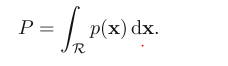 P = ∫_ℛ p(𝐱) d𝐱.